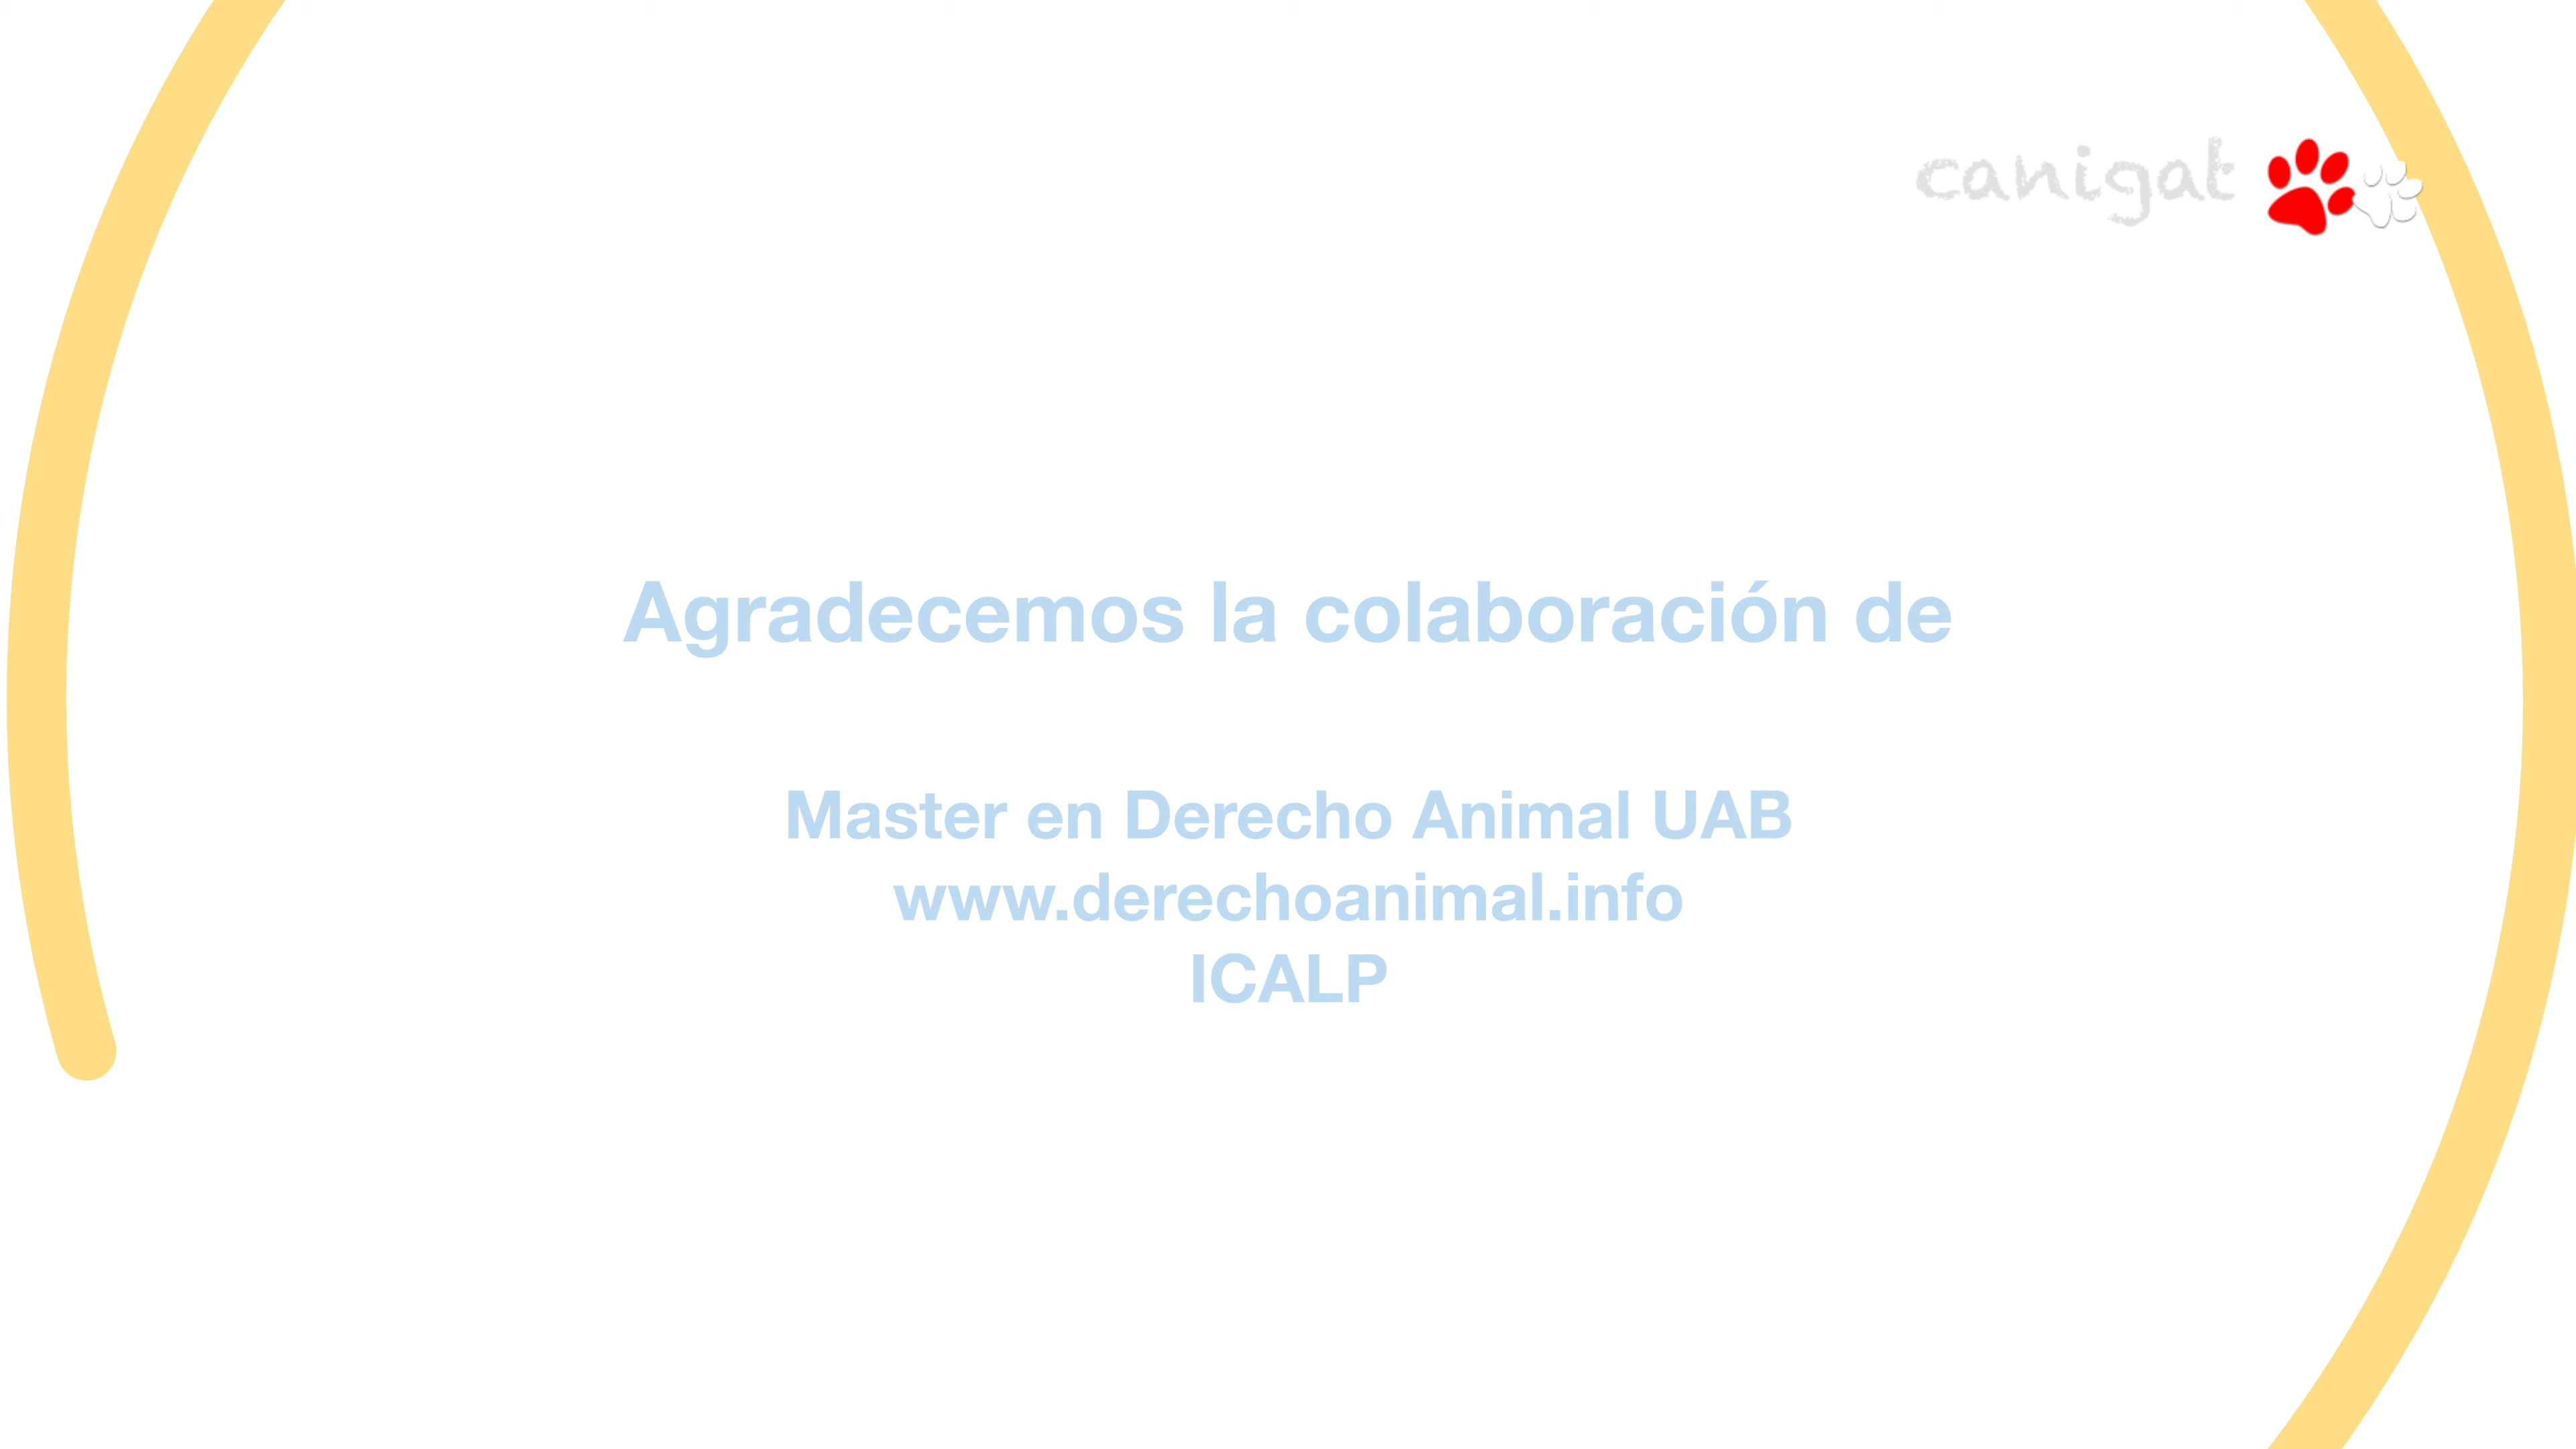 canigat
Agradecemos la colaboración de
Master en Derecho Animal UAB
www.derechoanimal.info
ICALP